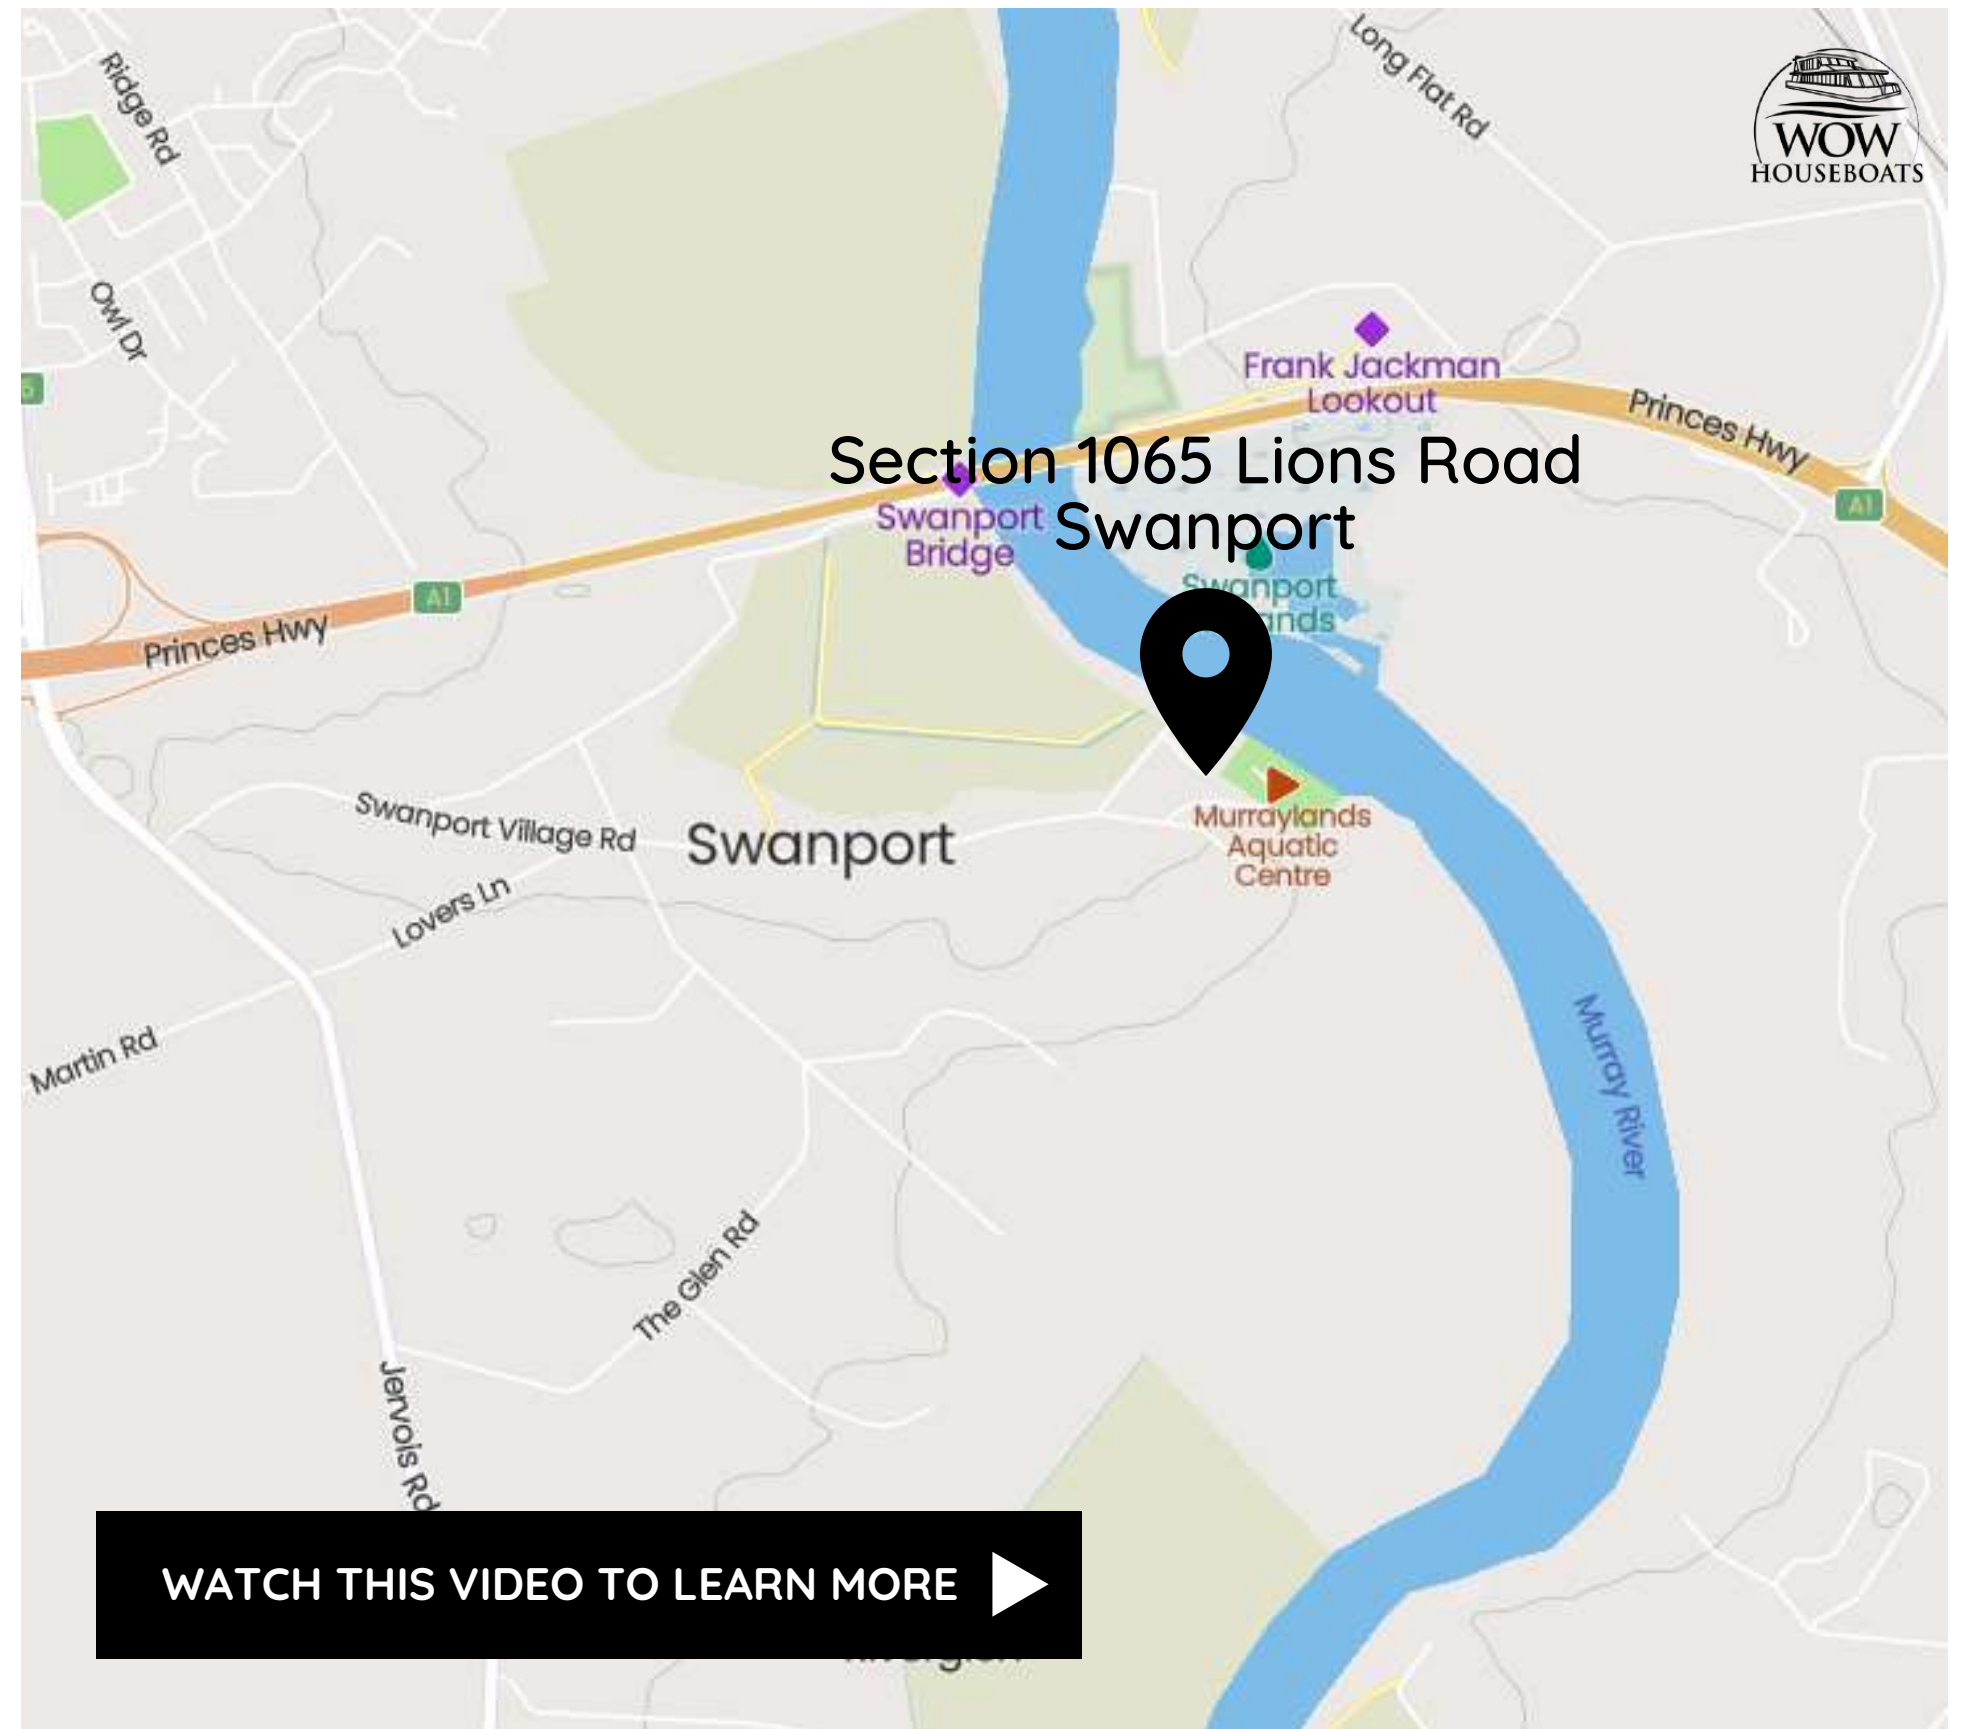 Long Flat Rd
Ridge Rd
WOW
HOUSEBOATS
Owl Dr
Frank Jackman
Lookout
Princes Hwy
Section 1065 Lions Road
Swanport
A1
Swanport
Bridge
Swanport
A1
Princes Hwy
Swanport Village Rd
Swanport
Murraylands
Aquatic
Centre
Lovers Ln
Martin Rd
Murray River
The Glen Rd
Jervois Rd
WATCH THIS VIDEO TO LEARN MORE